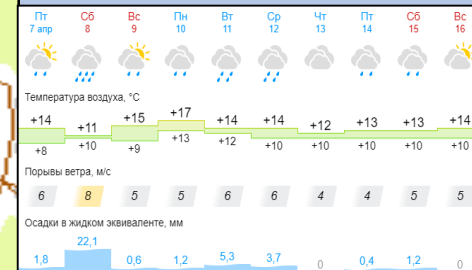 Пт Сб Вс Пн Вт Ср Чт Пт Сб Вс
7 апр 8 9 10 11 12 13 14 15 16
Температура воздуха, °C
+14 +11 +15 +17 +14 +14 +12 +13 +13 +14
+8 +10 +9 +13 +12 +10 +10 +10 +10 +10
Порывы ветра, м/с
6 8 5 5 6 6 4 4 5 5
Осадки в жидком эквиваленте, мм
1,8 22,1 0,6 1,2 5,3 3,7 0 0,4 1,2 0